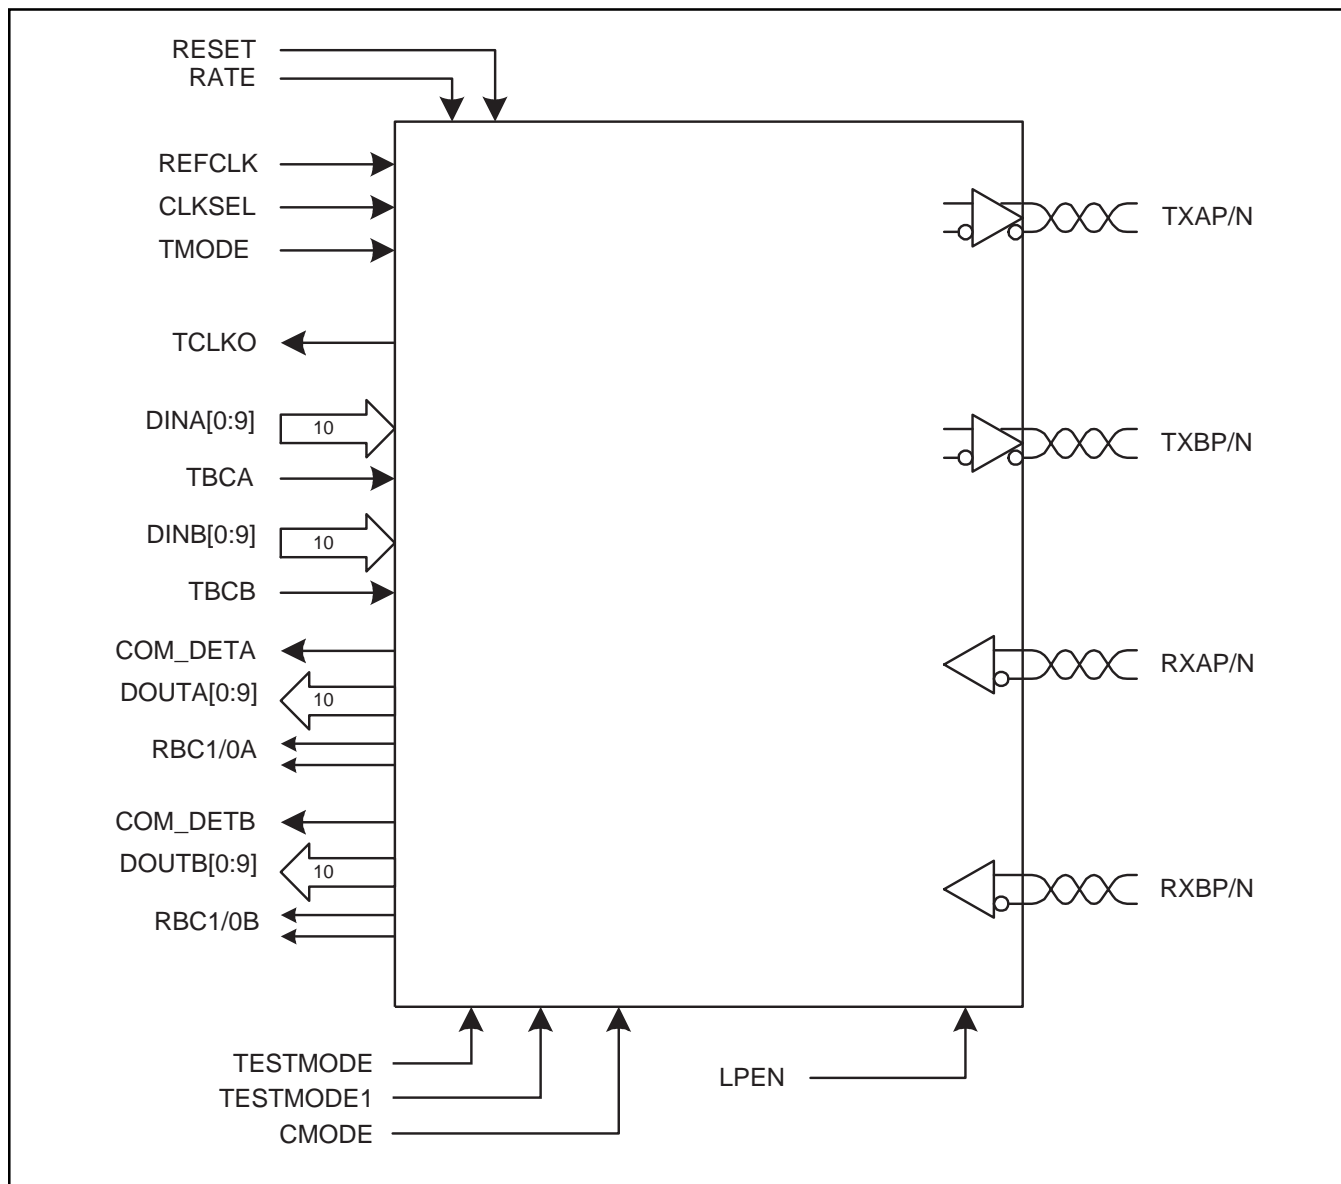 RESET
RATE
REFCLK
CLKSEL
TMODE
TCLKO
DINA[0:9]
10
TBCA
DINB[0:9]
10
TBCB
COM_DETA
DOUTA[0:9]
10
RBC1/0A
COM_DETB
DOUTB[0:9]
10
RBC1/0B
TXAP/N
TXBP/N
RXAP/N
RXBP/N
TESTMODE
TESTMODE1
CMODE
LPEN